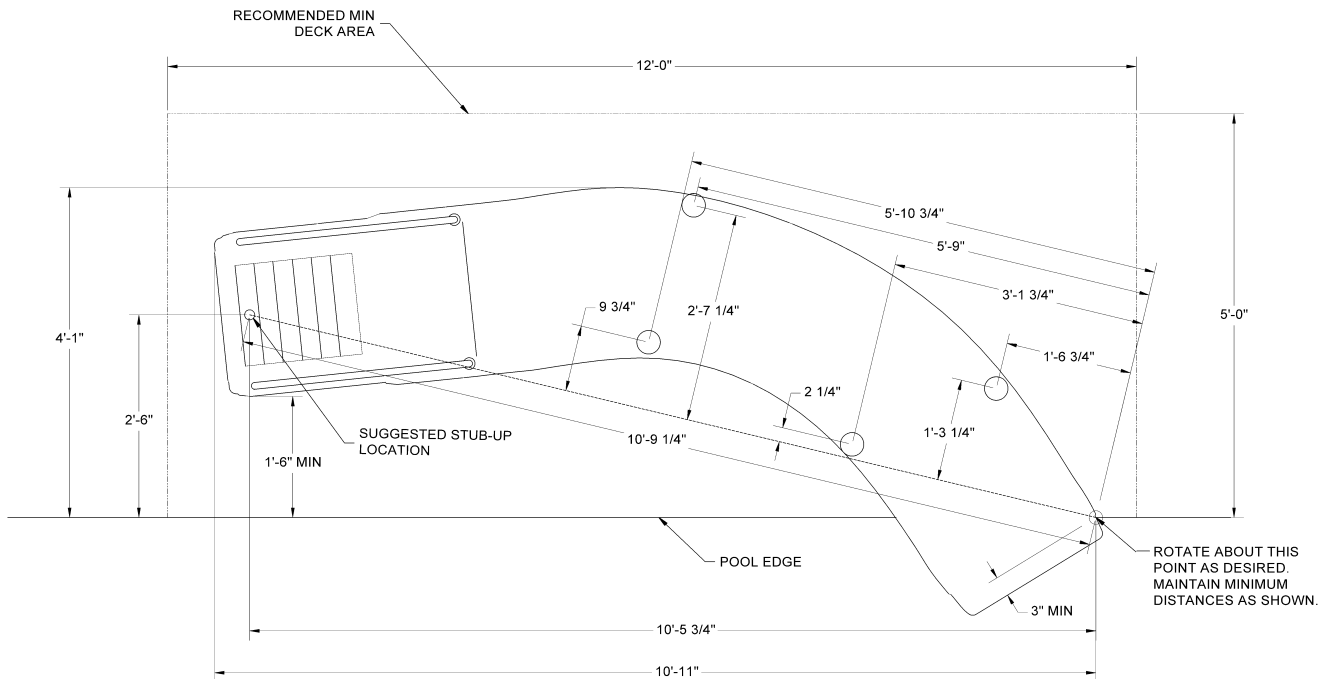 RECOMMENDED MIN
DECK AREA
12'-0"
5'-10 3/4"
5'-9"
3'-1 3/4"
1'-6 3/4"
5'-0"
9 3/4"
2'-7 1/4"
4'-1"
2'-6"
2 1/4"
1'-3 1/4"
SUGGESTED STUB-UP
LOCATION
10'-9 1/4"
1'-6" MIN
POOL EDGE
ROTATE ABOUT THIS
POINT AS DESIRED.
MAINTAIN MINIMUM
DISTANCES AS SHOWN.
3" MIN
10'-5 3/4"
10'-11"